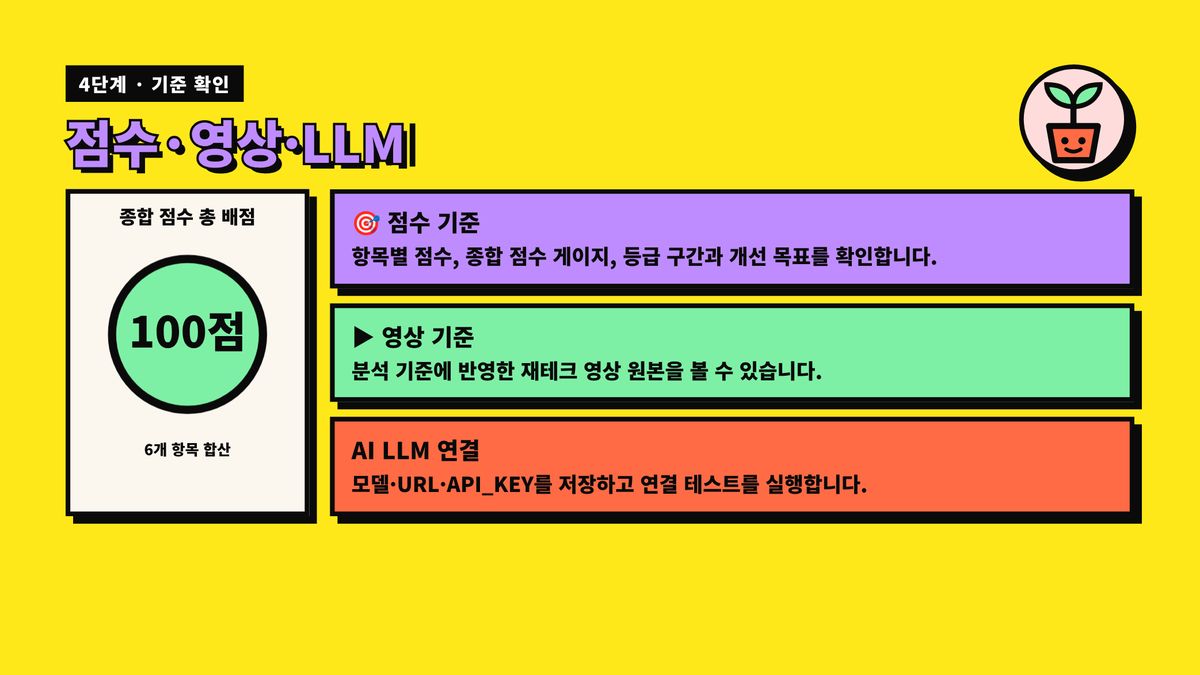 4단계 · 기준 확인
점수·영상·LLM
종합 점수 총 배점
100점
6개 항목 합산
🎯 점수 기준
항목별 점수, 종합 점수 게이지, 등급 구간과 개선 목표를 확인합니다.
▶ 영상 기준
분석 기준에 반영한 재테크 영상 원본을 볼 수 있습니다.
AI LLM 연결
모델·URL·API_KEY를 저장하고 연결 테스트를 실행합니다.